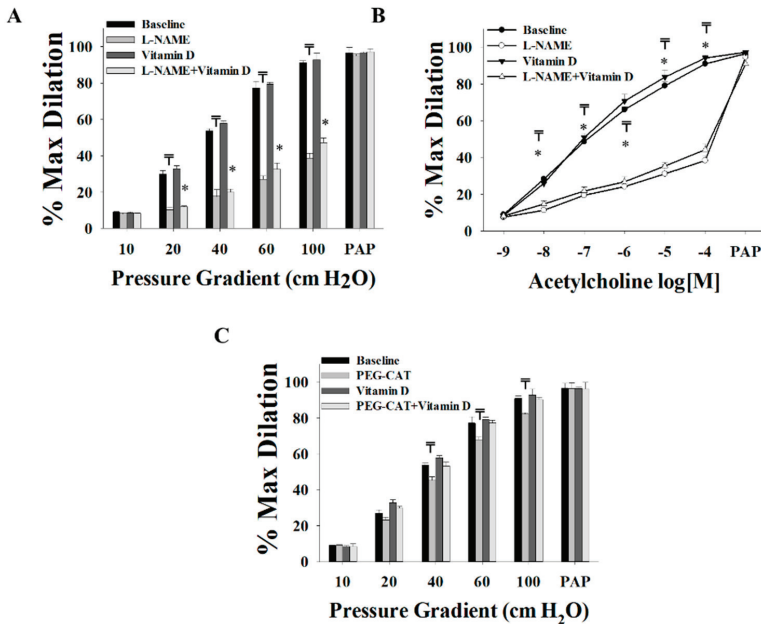 A
Baseline
L-NAME
Vitamin D
L-NAME+Vitamin D
100
80
60
40
20
0
% Max Dilation
10 20 40 60 100 PAP
Pressure Gradient (cm H2O)
* * * *
B
Baseline
L-NAME
Vitamin D
L-NAME+Vitamin D
100
80
60
40
20
0
% Max Dilation
-9 -8 -7 -6 -5 -4 PAP
Acetylcholine log[M]
* * * * *
C
Baseline
PEG-CAT
Vitamin D
PEG-CAT+Vitamin D
100
80
60
40
20
0
% Max Dilation
10 20 40 60 100 PAP
Pressure Gradient (cm H₂O)